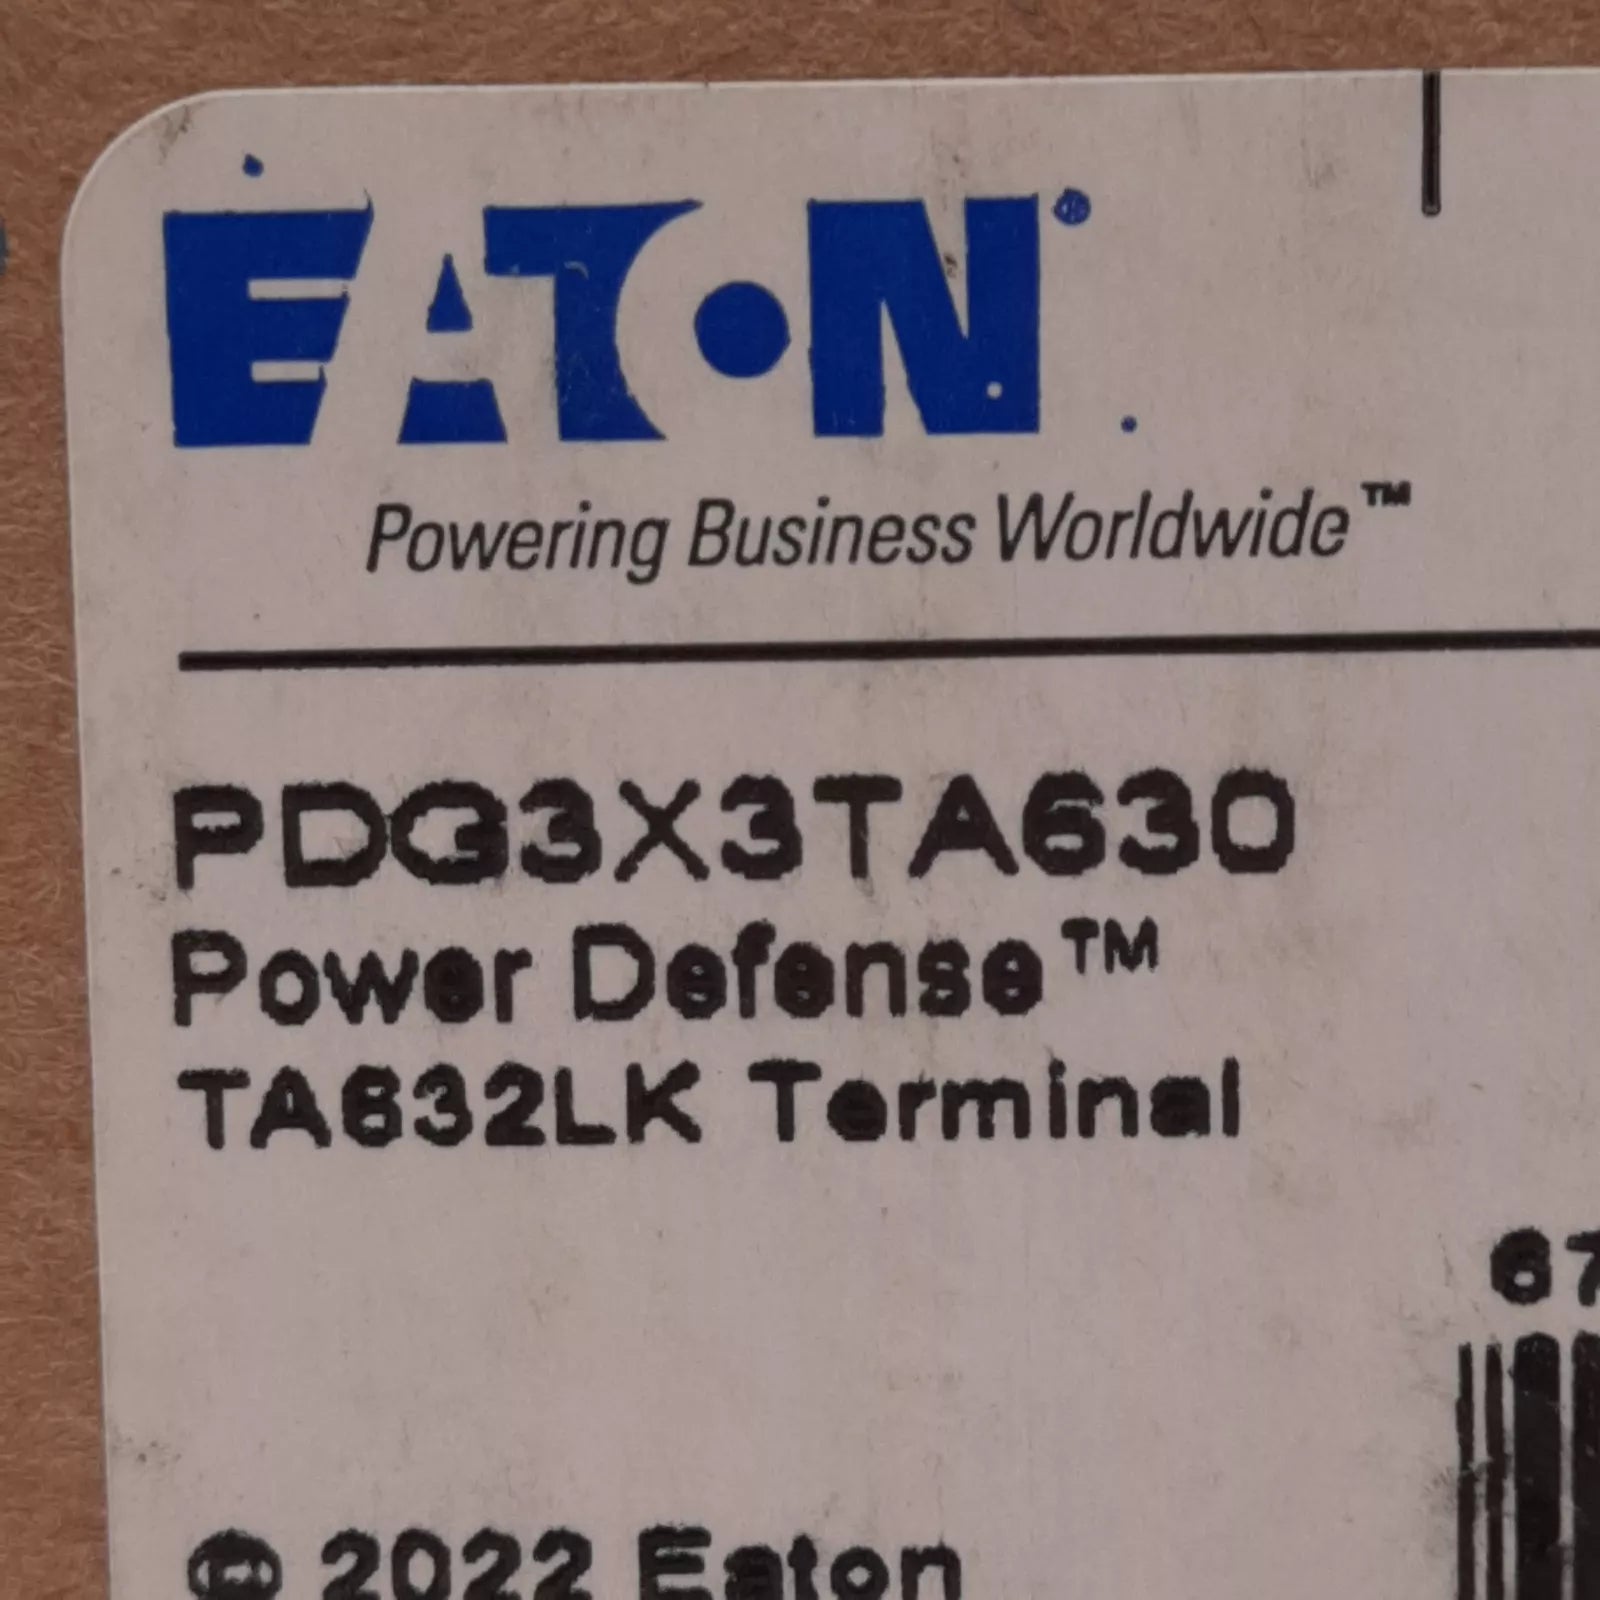 EATON®
Powering Business Worldwide™
PDG3X3TA630
Power Defense™
TA632LK Terminal
67
© 2022 Eaton